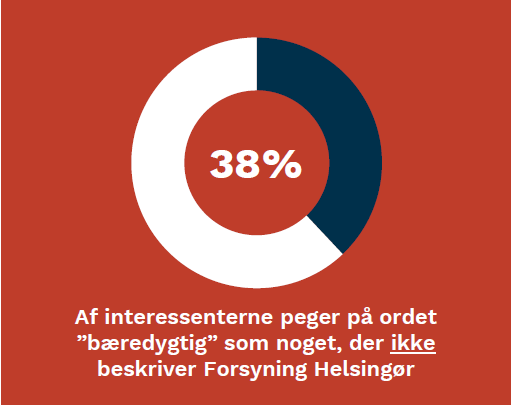 38%
Af interessenterne peger på ordet
”bæredygtig” som noget, der ikke
beskriver Forsyning Helsingør